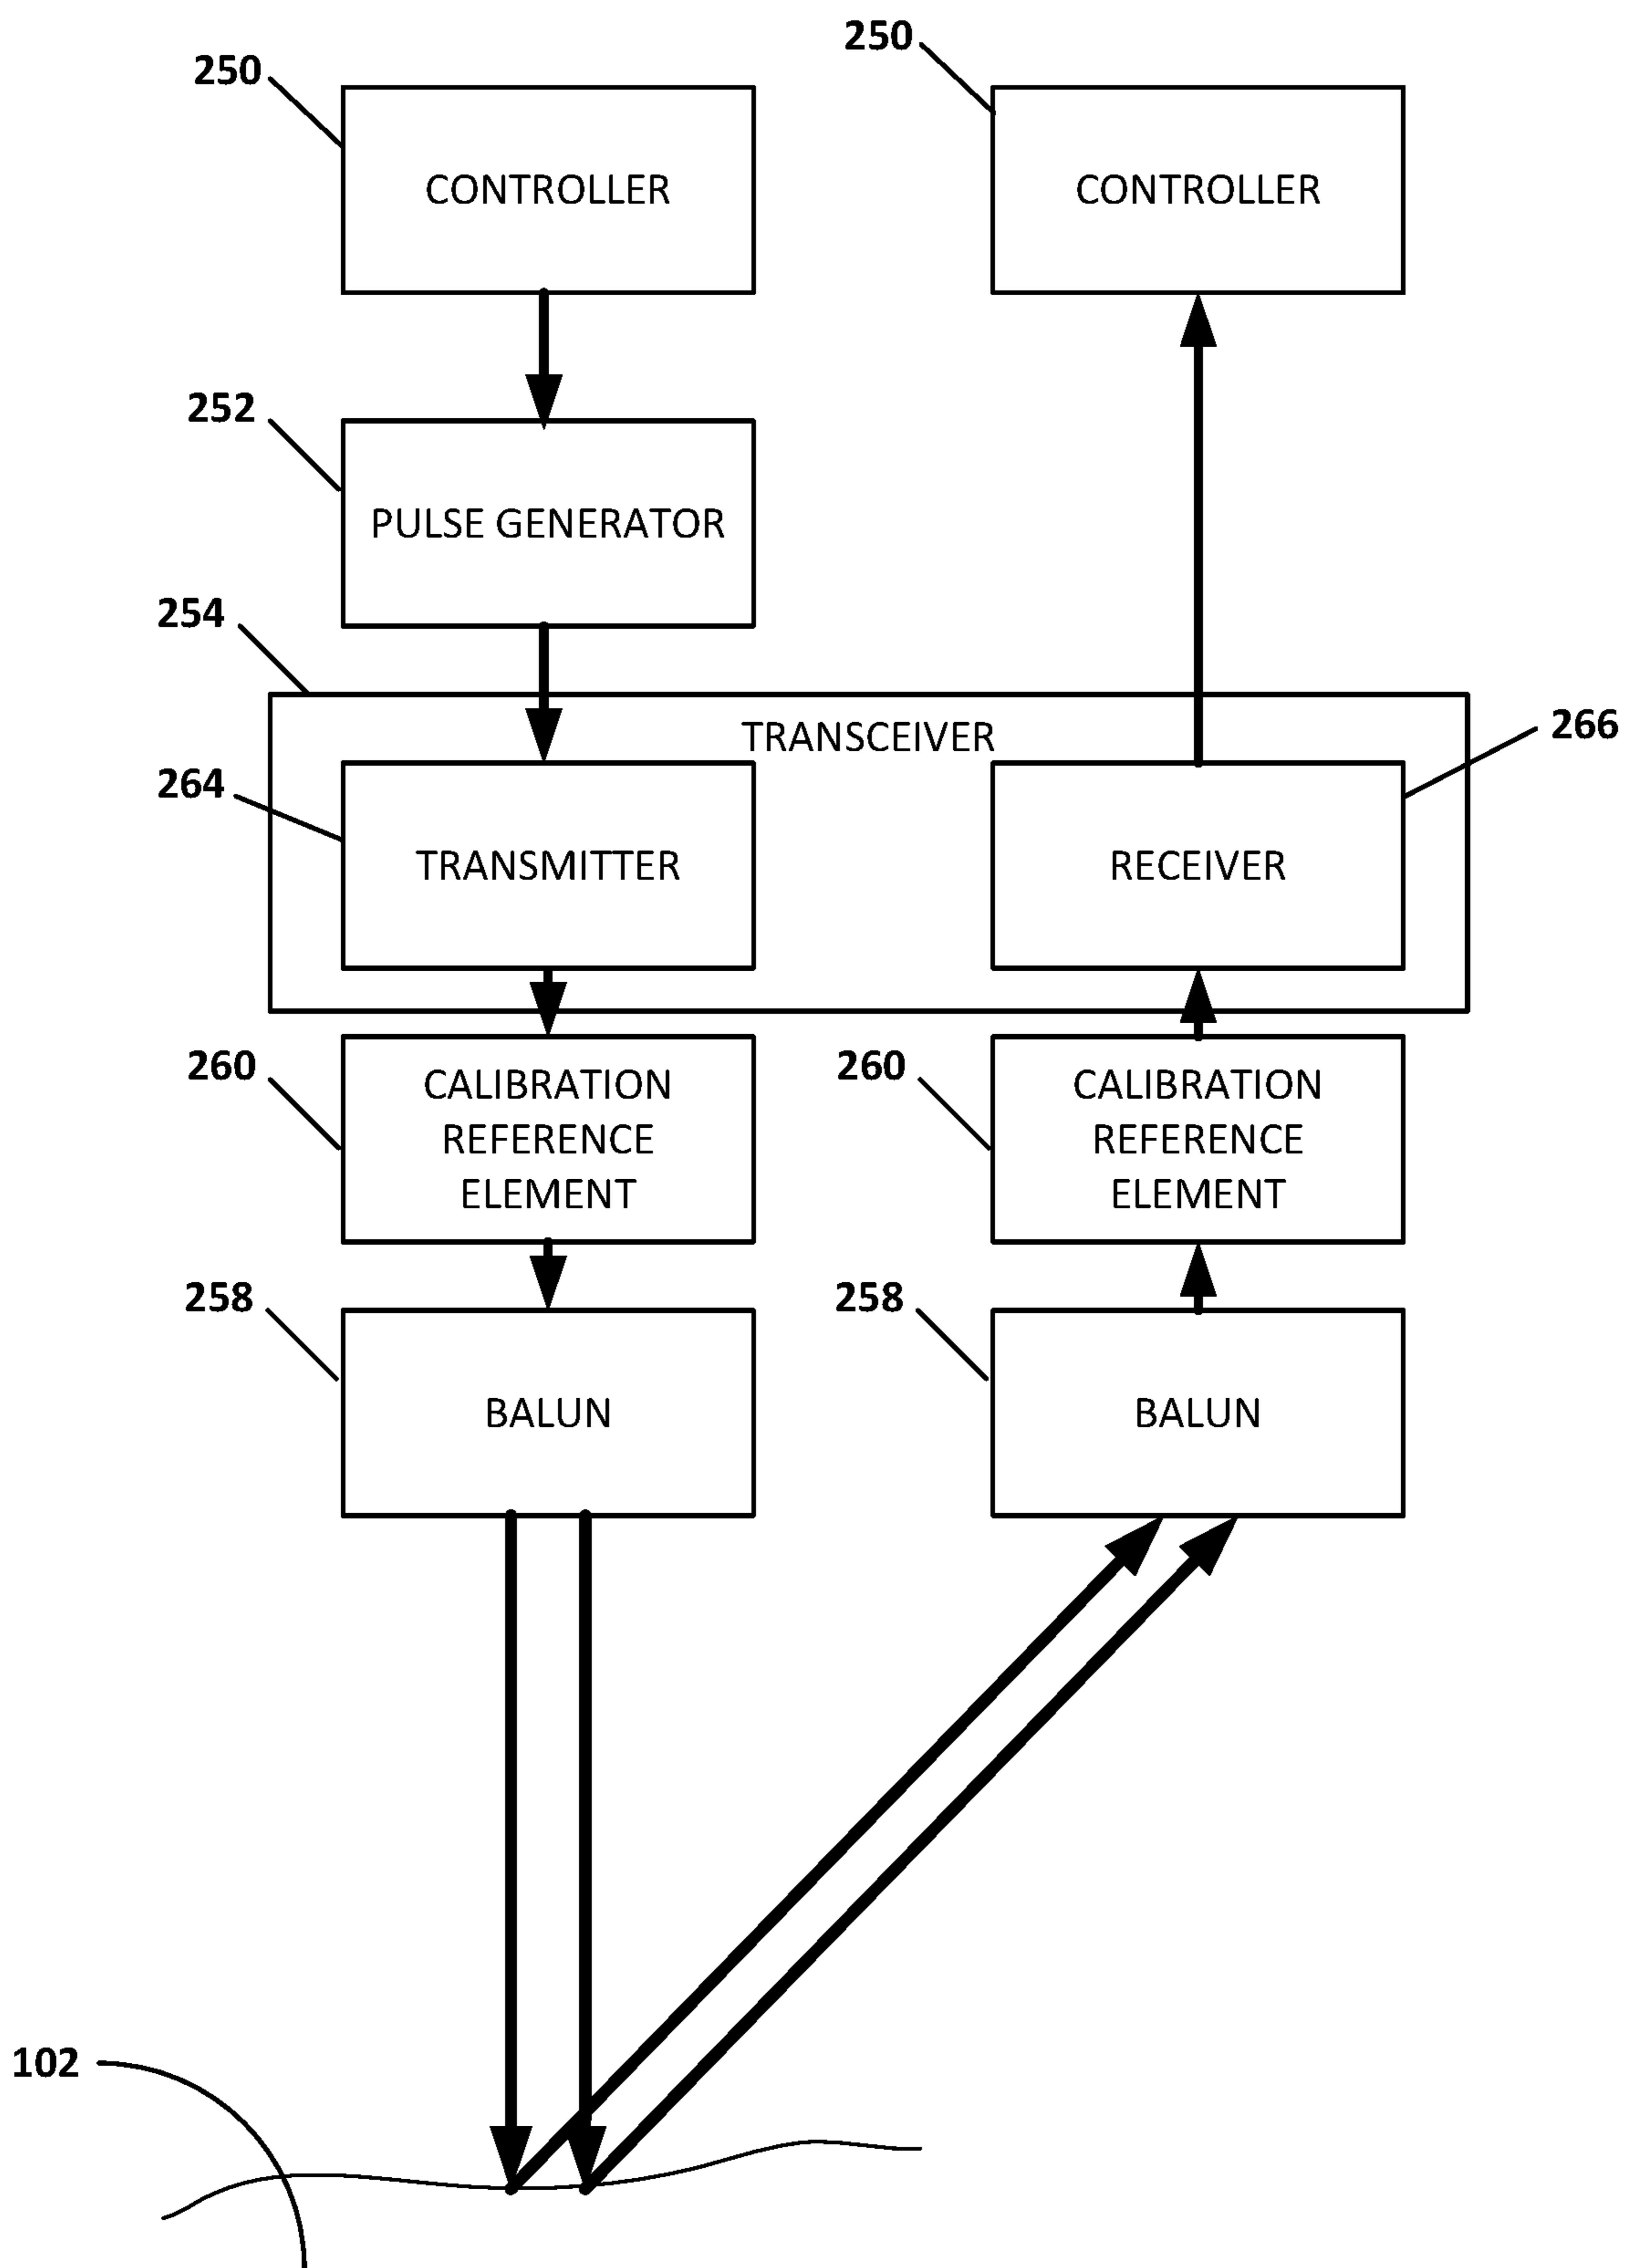 250
250
CONTROLLER
CONTROLLER
252
PULSE GENERATOR
254
TRANSCEIVER
266
264
TRANSMITTER
RECEIVER
260
CALIBRATION
REFERENCE
ELEMENT
260
CALIBRATION
REFERENCE
ELEMENT
258
BALUN
258
BALUN
102